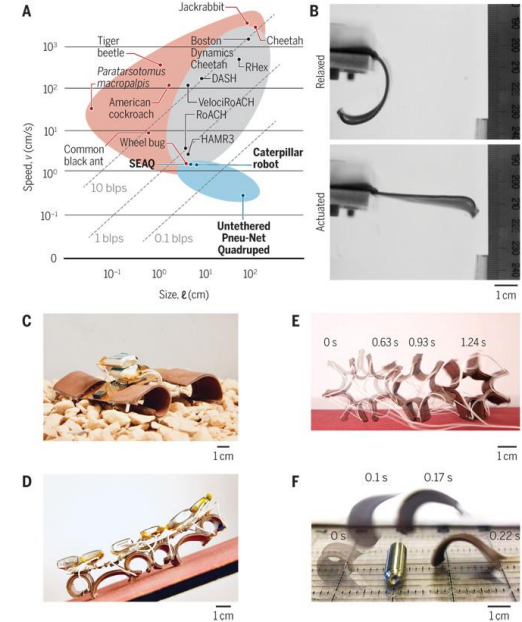 A
Jackrabbit
Tiger
beetle
Boston
Dynamics
Cheetah
Cheetah
RHex
Paratarsotomus
macropalpis
DASH
American
cockroach
VelociRoACH
RoACH
Common
black ant
Wheel bug
HAMR3
SEAQ
Caterpillar
robot
10 blps
1 blps
0.1 blps
Untethered
Pneu-Net
Quadruped
Speed, v (cm/s)
10³
10²
10¹
10⁰
10⁻¹
0
10⁻¹
10⁰
10¹
10²
Size, ℓ (cm)
B
Relaxed
Actuated
1 cm
C
1 cm
D
1 cm
E
0 s
0.63 s
0.93 s
1.24 s
1 cm
F
0 s
0.1 s
0.17 s
0.22 s
1 cm